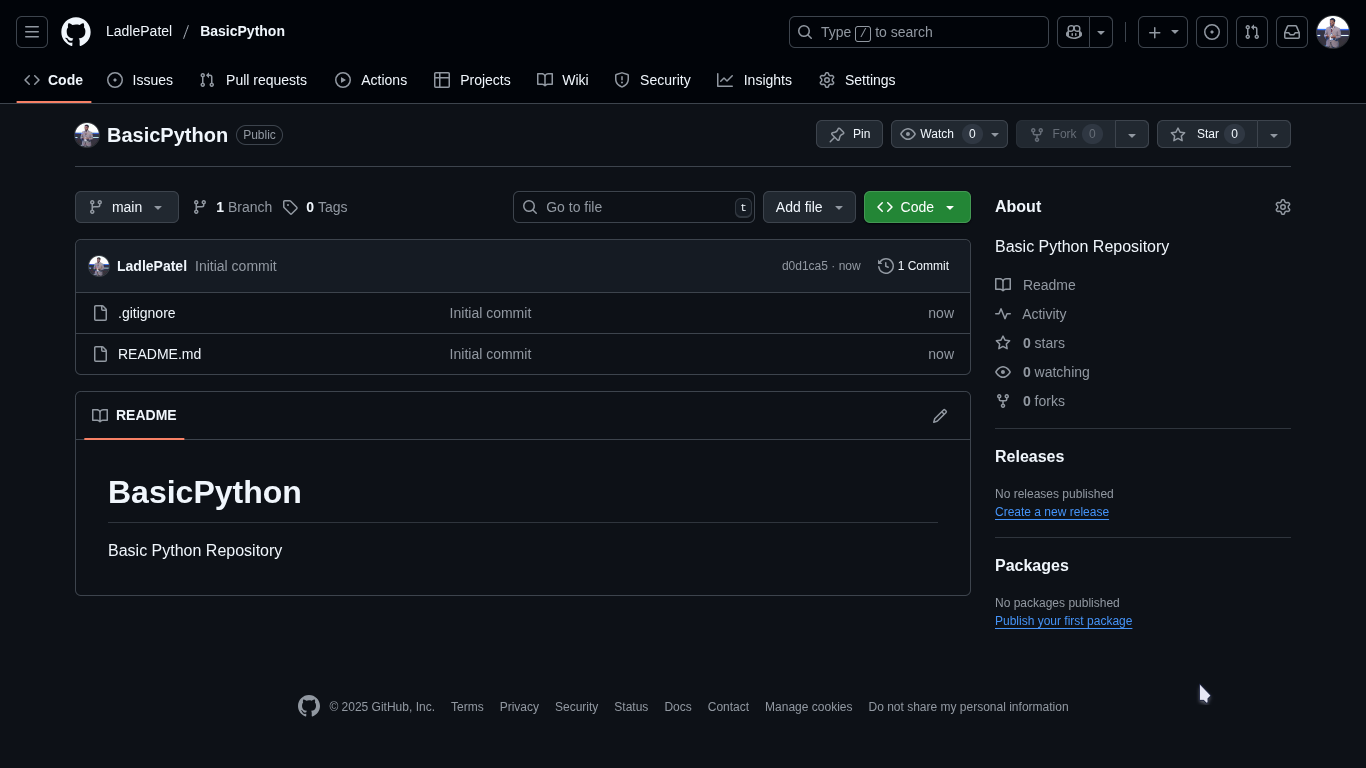 LadlePatel / BasicPython Type / to search
Code Issues Pull requests Actions Projects Wiki Security Insights Settings
BasicPython Public Pin Watch 0 Fork 0 Star 0
main 1 Branch 0 Tags Go to file t Add file Code
LadlePatel Initial commit d0d1ca5 · now 1 Commit
.gitignore Initial commit now
README.md Initial commit now
README
BasicPython
Basic Python Repository
About
Basic Python Repository
Readme
Activity
0 stars
0 watching
0 forks
Releases
No releases published
Create a new release
Packages
No packages published
Publish your first package
© 2025 GitHub, Inc. Terms Privacy Security Status Docs Contact Manage cookies Do not share my personal information